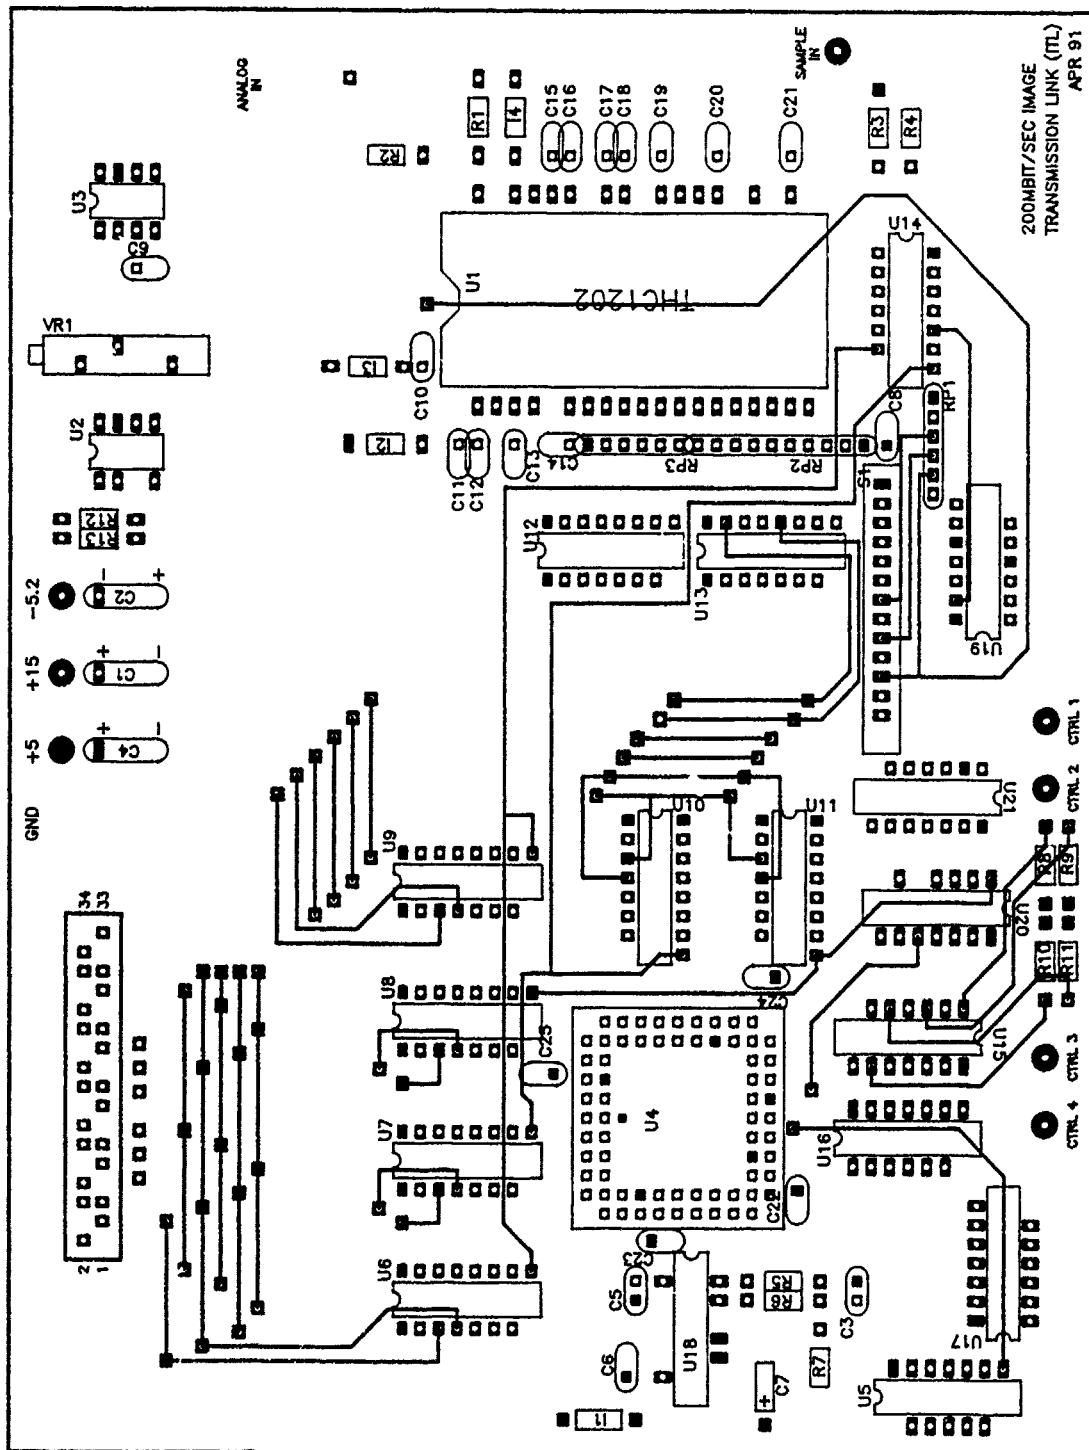 ANALOG
IN
SAMPLE
IN
200MBIT/SEC IMAGE
TRANSMISSION LINK (ITL)
APR 91
U3
C9
VR1
U2
R12
R13
-5.2
- C2 +
+15
+ C1 -
+5
+ C4 -
GND
34
33
2
1
R2
R1
I4
C15
C16
C17
C18
C19
C20
C21
R3
R4
U1
THC1202
U14
I3
C10
I2
C11
C12
C13
C14
RP3
RP2
C8
RP1
S1
U12
U13
U19
U9
U10
U11
U21
CTRL 1
CTRL 2
R8
R9
U20
R10
R11
U8
C25
C24
U15
CTRL 3
CTRL 4
U7
U4
U16
C22
U6
C23
C5
C6
U18
R5
R6
C3
R7
+
C7
I1
U17
U5